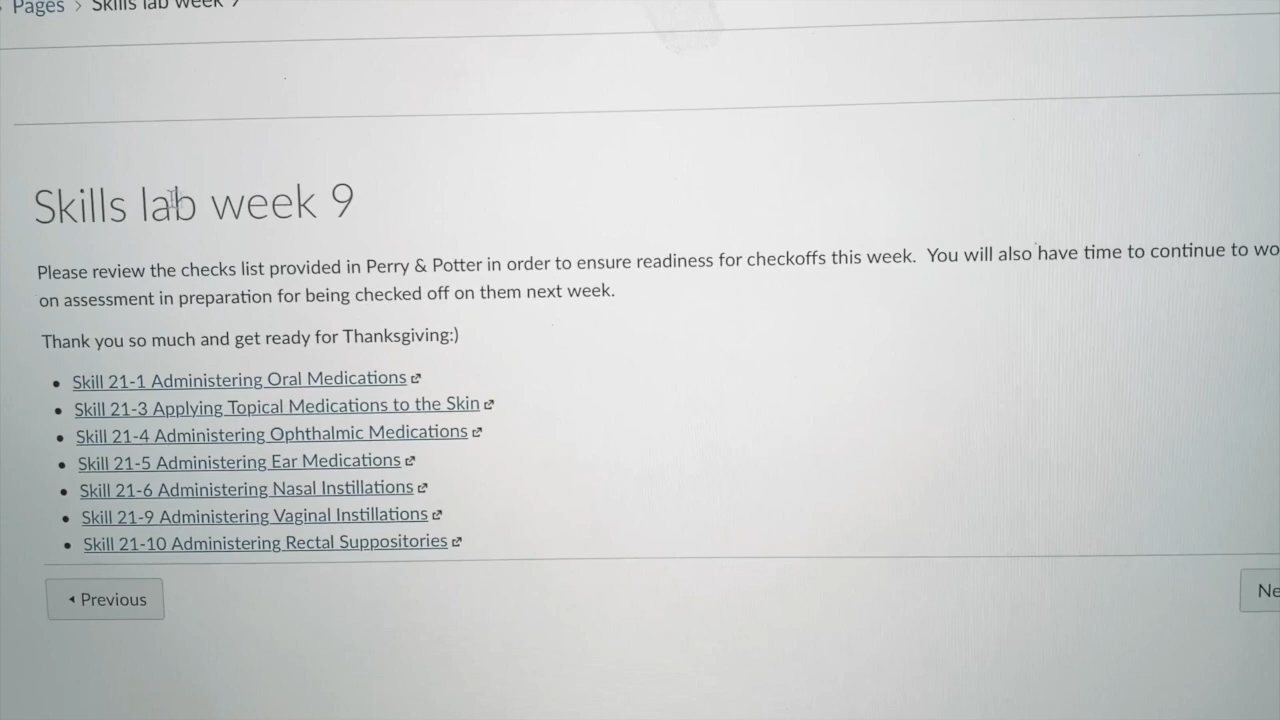 Pages > Skills lab week 9
Skills lab week 9
Please review the checks list provided in Perry & Potter in order to ensure readiness for checkoffs this week. You will also have time to continue to wo
on assessment in preparation for being checked off on them next week.
Thank you so much and get ready for Thanksgiving:)
Skill 21-1 Administering Oral Medications
Skill 21-3 Applying Topical Medications to the Skin
Skill 21-4 Administering Ophthalmic Medications
Skill 21-5 Administering Ear Medications
Skill 21-6 Administering Nasal Instillations
Skill 21-9 Administering Vaginal Instillations
Skill 21-10 Administering Rectal Suppositories
Previous
Ne